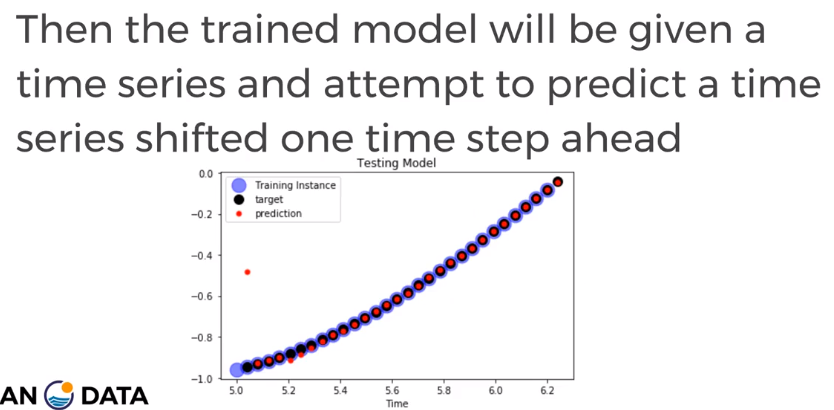 Then the trained model will be given a
time series and attempt to predict a time
series shifted one time step ahead
Testing Model
0.0
Training Instance
target
prediction
−0.2
−0.4
−0.6
−0.8
−1.0
5.0 5.2 5.4 5.6 5.8 6.0 6.2
Time
AN DATA